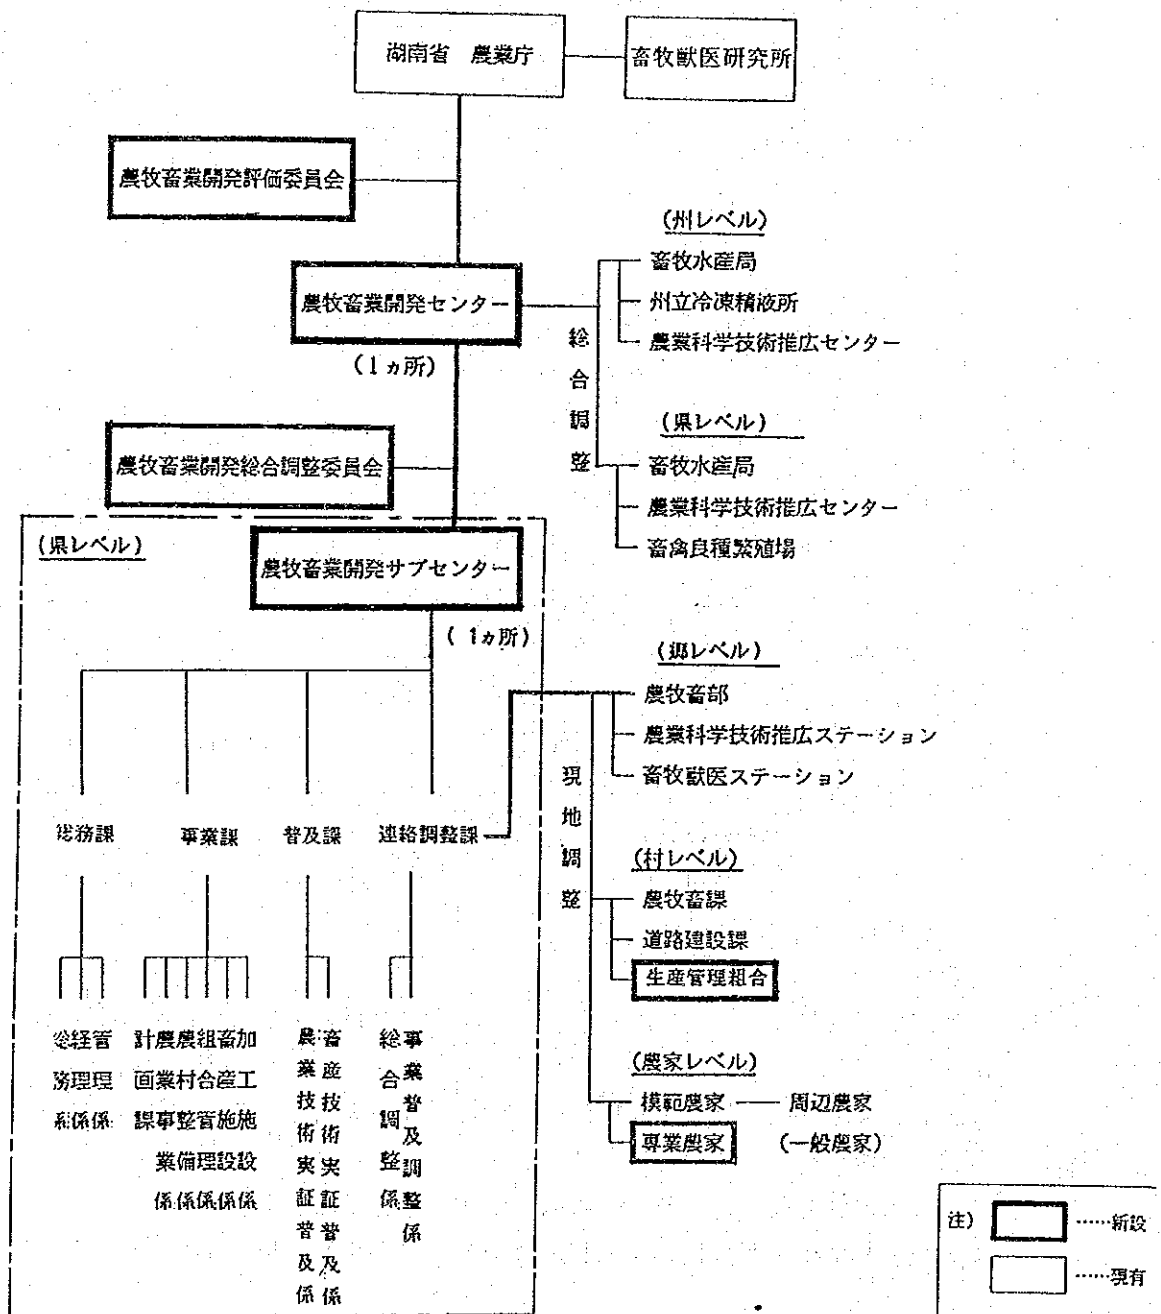 湖南省 農業庁
畜牧獣医研究所
農牧畜業開発評価委員会
農牧畜業開発センター
(1ヵ所)
(州レベル)
畜牧水産局
州立冷凍精液所
農業科学技術推広センター
総合調整
(県レベル)
畜牧水産局
農業科学技術推広センター
畜禽良種繁殖場
農牧畜業開発総合調整委員会
(県レベル)
農牧畜業開発サブセンター
(1ヵ所)
(郷レベル)
農牧畜部
農業科学技術推広ステーション
畜牧獣医ステーション
現地調整
総務課
事業課
普及課
連絡調整課
(村レベル)
農牧畜課
道路建設課
生産管理組合
(農家レベル)
模範農家
周辺農家
専業農家
(一般農家)
総務係
経理係
管理係
計画課
農業事業係
農村整備係
組合管理係
畜産施設係
加工施設係
農業技術実証普及係
畜産技術実証普及係
総合調整係
事業普及調整係
注)
……新設
……現有